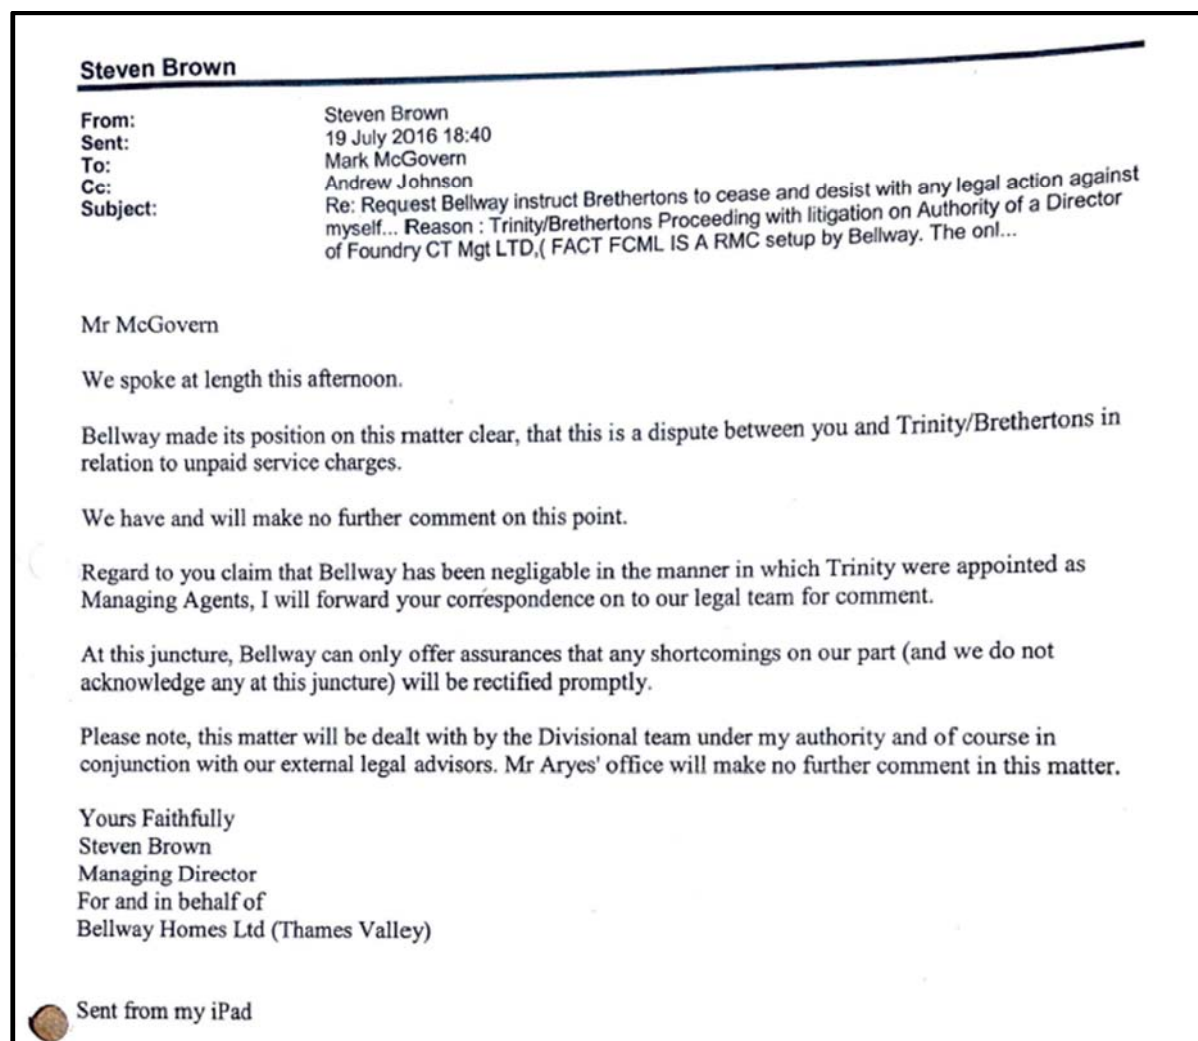 Steven Brown
From: Steven Brown
Sent: 19 July 2016 18:40
To: Mark McGovern
Cc: Andrew Johnson
Subject: Re: Request Bellway instruct Brethertons to cease and desist with any legal action against
myself... Reason : Trinity/Brethertons Proceeding with litigation on Authority of a Director
of Foundry CT Mgt LTD,( FACT FCML IS A RMC setup by Bellway. The onl...
Mr McGovern
We spoke at length this afternoon.
Bellway made its position on this matter clear, that this is a dispute between you and Trinity/Brethertons in
relation to unpaid service charges.
We have and will make no further comment on this point.
Regard to you claim that Bellway has been negligable in the manner in which Trinity were appointed as
Managing Agents, I will forward your correspondence on to our legal team for comment.
At this juncture, Bellway can only offer assurances that any shortcomings on our part (and we do not
acknowledge any at this juncture) will be rectified promptly.
Please note, this matter will be dealt with by the Divisional team under my authority and of course in
conjunction with our external legal advisors. Mr Aryes' office will make no further comment in this matter.
Yours Faithfully
Steven Brown
Managing Director
For and in behalf of
Bellway Homes Ltd (Thames Valley)
Sent from my iPad